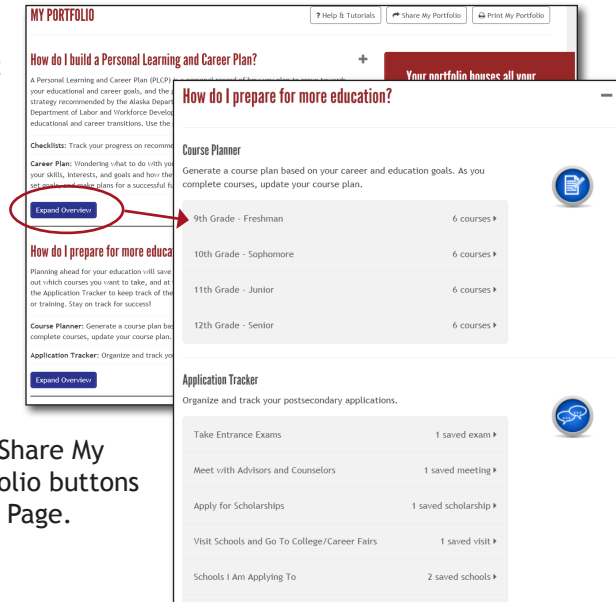 MY PORTFOLIO
? Help & Tutorials
Share My Portfolio
Print My Portfolio
How do I build a Personal Learning and Career Plan?
+
A Personal Learning and Career Plan (PLCP)
your educational and career goals, and the
strategy recommended by the Alaska Depart
Department of Labor and Workforce Develop
educational and career transitions. Use the
Checklists: Track your progress on recomme
Career Plan: Wondering what to do with you
your skills, interests, and goals and how the
set goals, and make plans for a successful fu
Expand Overview
How do I prepare for more educa
Planning ahead for your education will save
out which courses you want to take, and at
the Application Tracker to keep track of the
or training. Stay on track for success!
Course Planner: Generate a course plan bas
complete courses, update your course plan.
Application Tracker: Organize and track yo
Expand Overview
Your portfolio houses all your
How do I prepare for more education?
−
Course Planner
Generate a course plan based on your career and education goals. As you
complete courses, update your course plan.
9th Grade - Freshman 6 courses
10th Grade - Sophomore 6 courses
11th Grade - Junior 6 courses
12th Grade - Senior 6 courses
Application Tracker
Organize and track your postsecondary applications.
Take Entrance Exams 1 saved exam
Meet with Advisors and Counselors 1 saved meeting
Apply for Scholarships 1 saved scholarship
Visit Schools and Go To College/Career Fairs 1 saved visit
Schools I Am Applying To 2 saved schools
Share My
olio buttons
Page.